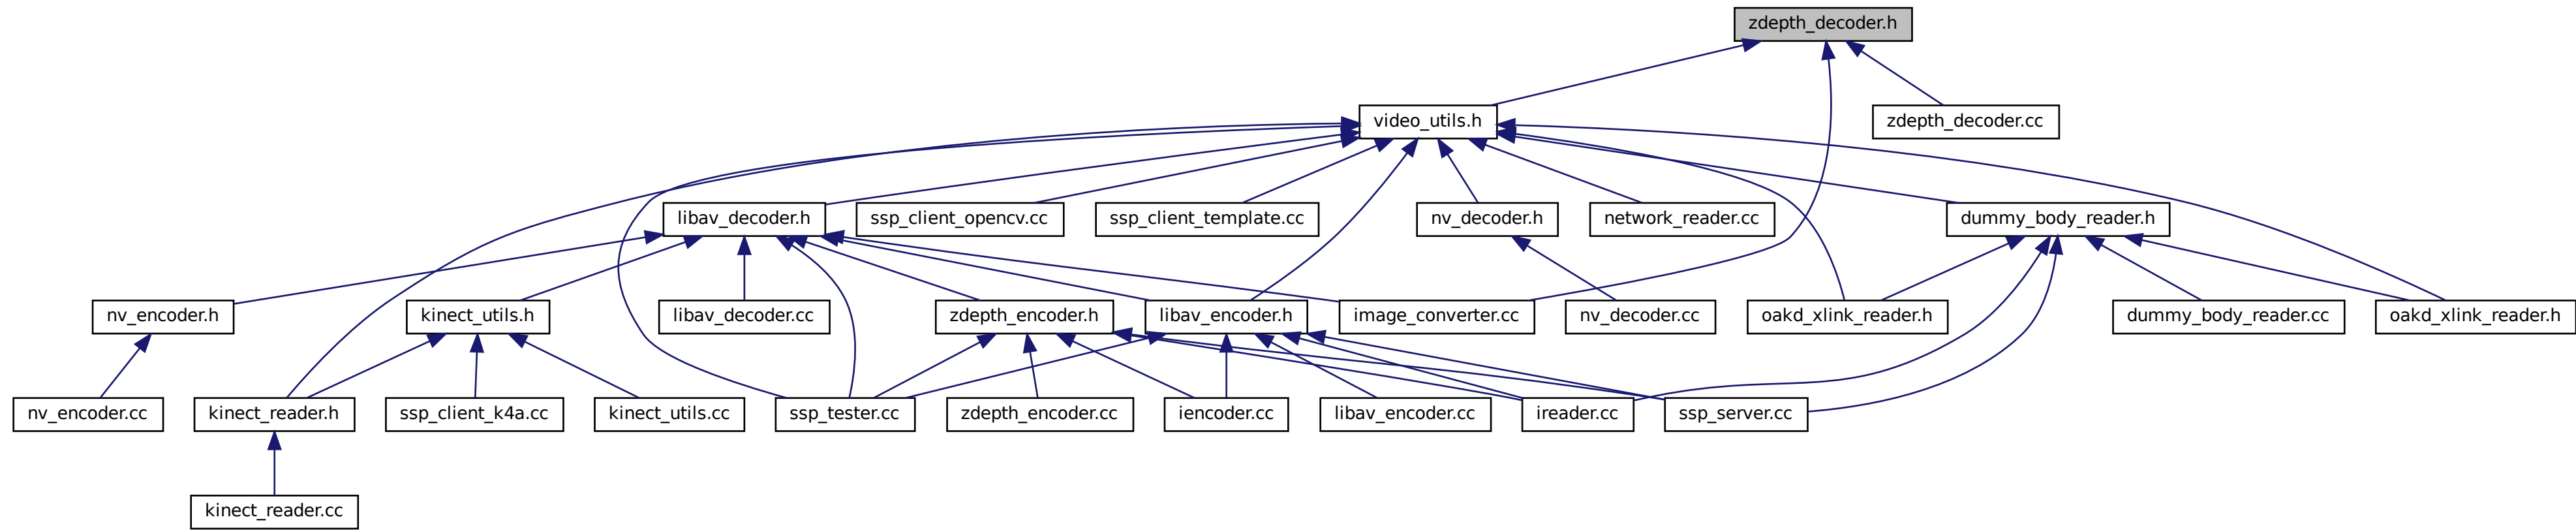 zdepth_decoder.h
video_utils.h
zdepth_decoder.cc
libav_decoder.h
ssp_client_opencv.cc
ssp_client_template.cc
nv_decoder.h
network_reader.cc
dummy_body_reader.h
nv_encoder.h
kinect_utils.h
libav_decoder.cc
zdepth_encoder.h
libav_encoder.h
image_converter.cc
nv_decoder.cc
oakd_xlink_reader.h
dummy_body_reader.cc
oakd_xlink_reader.h
nv_encoder.cc
kinect_reader.h
ssp_client_k4a.cc
kinect_utils.cc
ssp_tester.cc
zdepth_encoder.cc
iencoder.cc
libav_encoder.cc
ireader.cc
ssp_server.cc
kinect_reader.cc